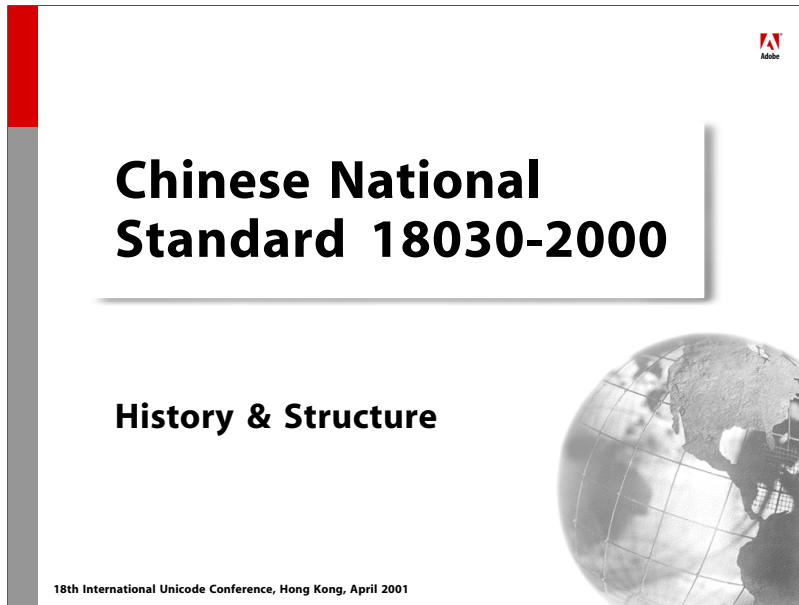 Adobe
Chinese National
Standard 18030-2000
History & Structure
18th International Unicode Conference, Hong Kong, April 2001